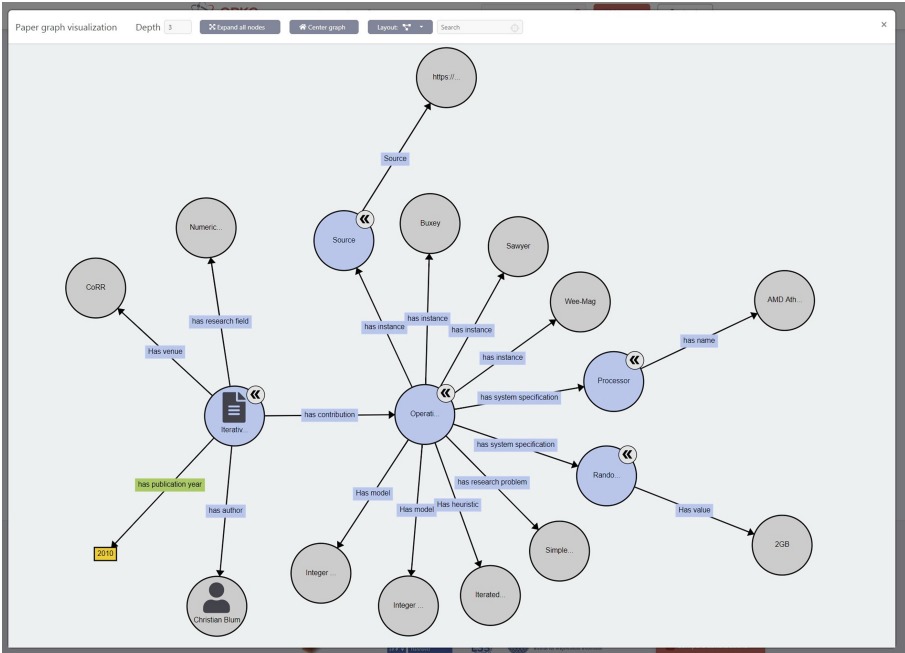 Paper graph visualization
Depth 3
Expand all nodes
Center graph
Layout:
Search
×
https://...
Source
Numeric...
Source
Buxey
Sawyer
CoRR
Wee-Mag
AMD Ath...
has research field
has instance
has instance
has instance
Has venue
has instance
has name
Processor
has system specification
Iterativ...
has contribution
Operati...
has system specification
Rando...
has publication year
has research problem
Has model
Has heuristic
Has model
has author
Has value
2010
2GB
Simple...
Integer ...
Integer ...
Iterated...
Christian Blum